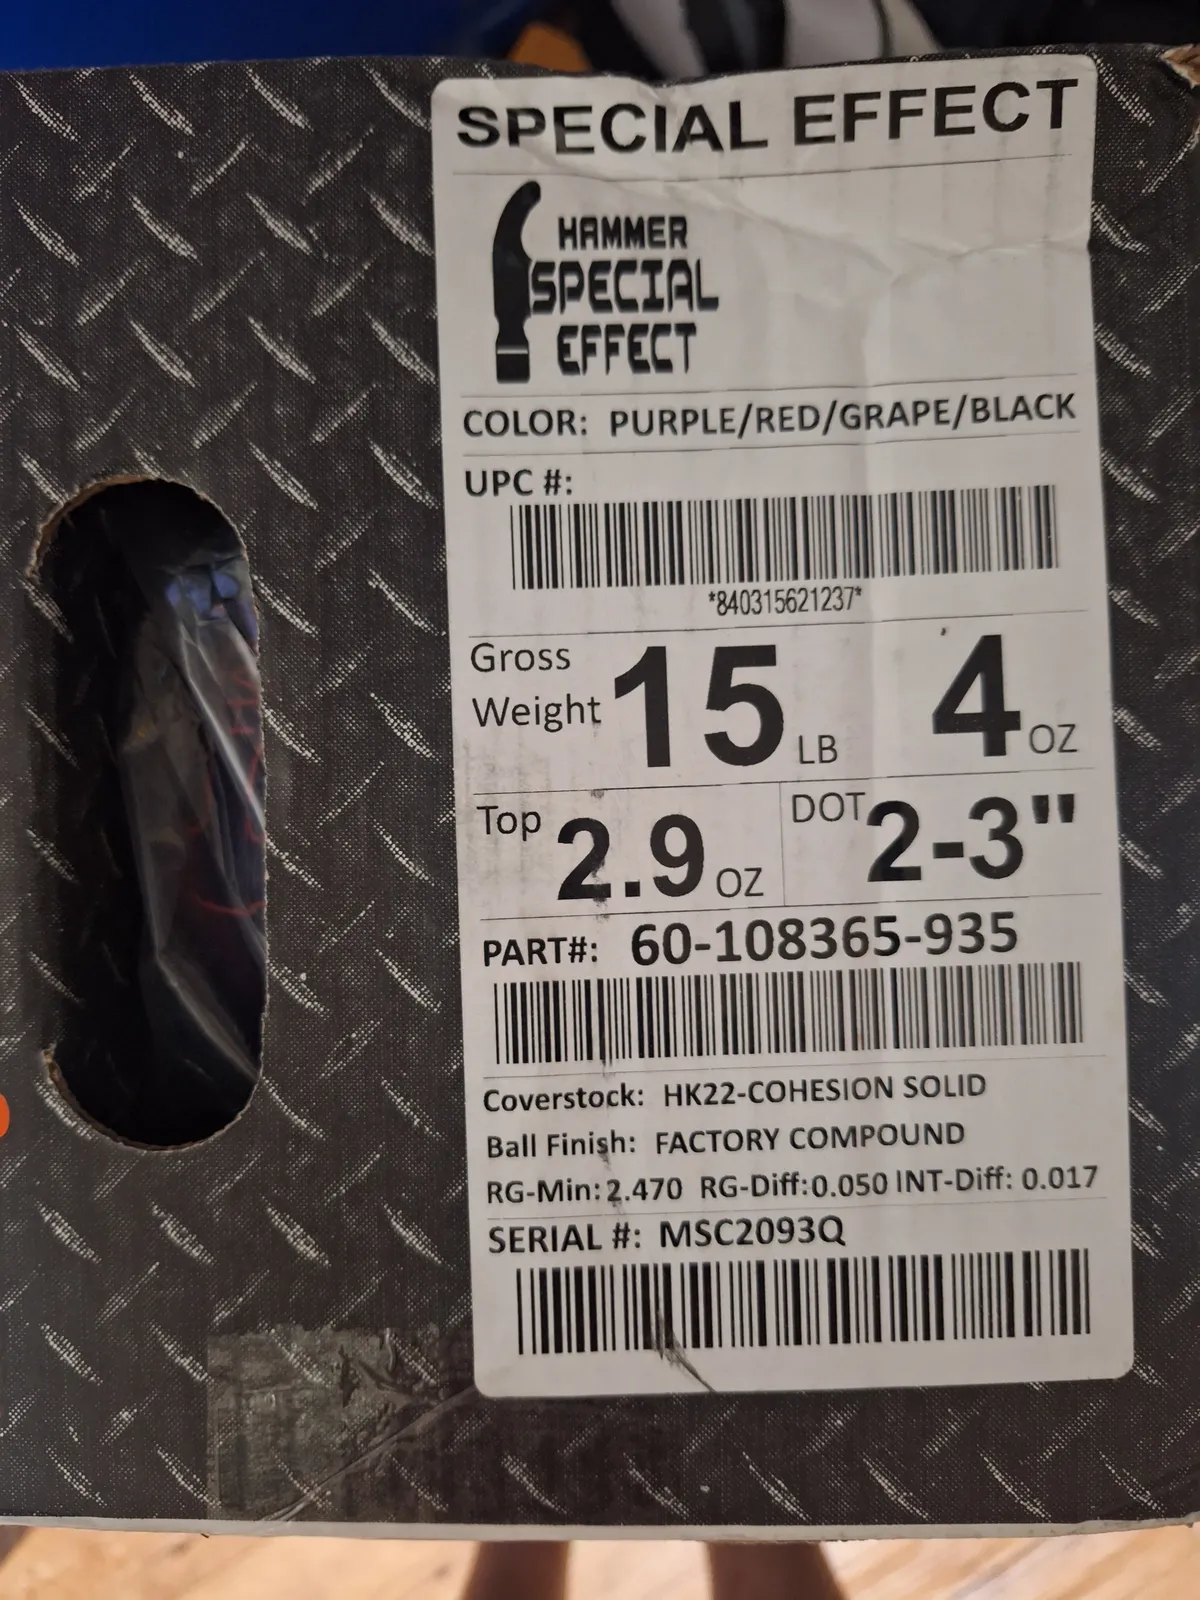 SPECIAL EFFECT
HAMMER
SPECIAL
EFFECT
COLOR: PURPLE/RED/GRAPE/BLACK
UPC #:
*840315621237*
Gross Weight 15 LB 4 OZ
Top 2.9 OZ DOT 2-3"
PART#: 60-108365-935
Coverstock: HK22-COHESION SOLID
Ball Finish: FACTORY COMPOUND
RG-Min: 2.470 RG-Diff:0.050 INT-Diff: 0.017
SERIAL #: MSC2093Q